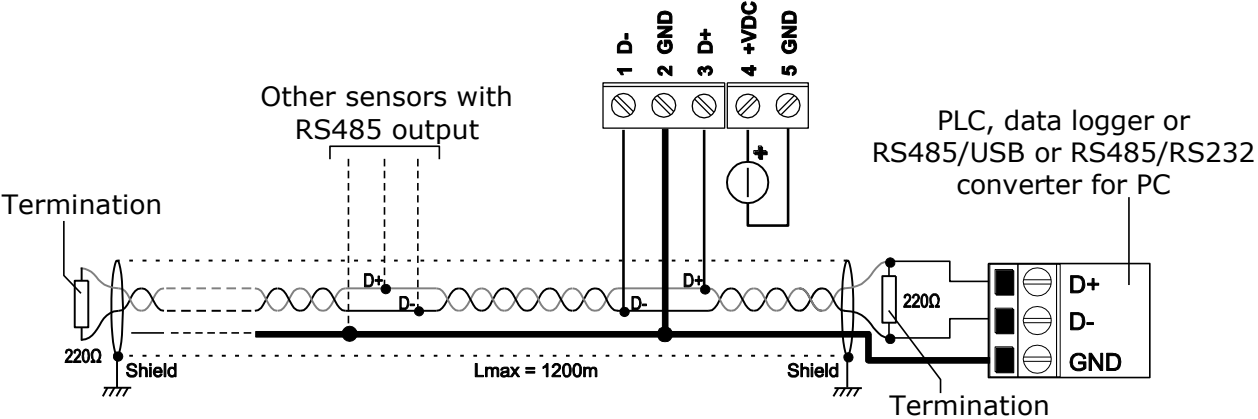 1 D-
2 GND
3 D+
4 +VDC
5 GND
Other sensors with
RS485 output
+
PLC, data logger or
RS485/USB or RS485/RS232
converter for PC
Termination
D+
D-
D+
D-
220Ω
D+
D-
GND
220Ω
Shield
Lmax = 1200m
Shield
Termination